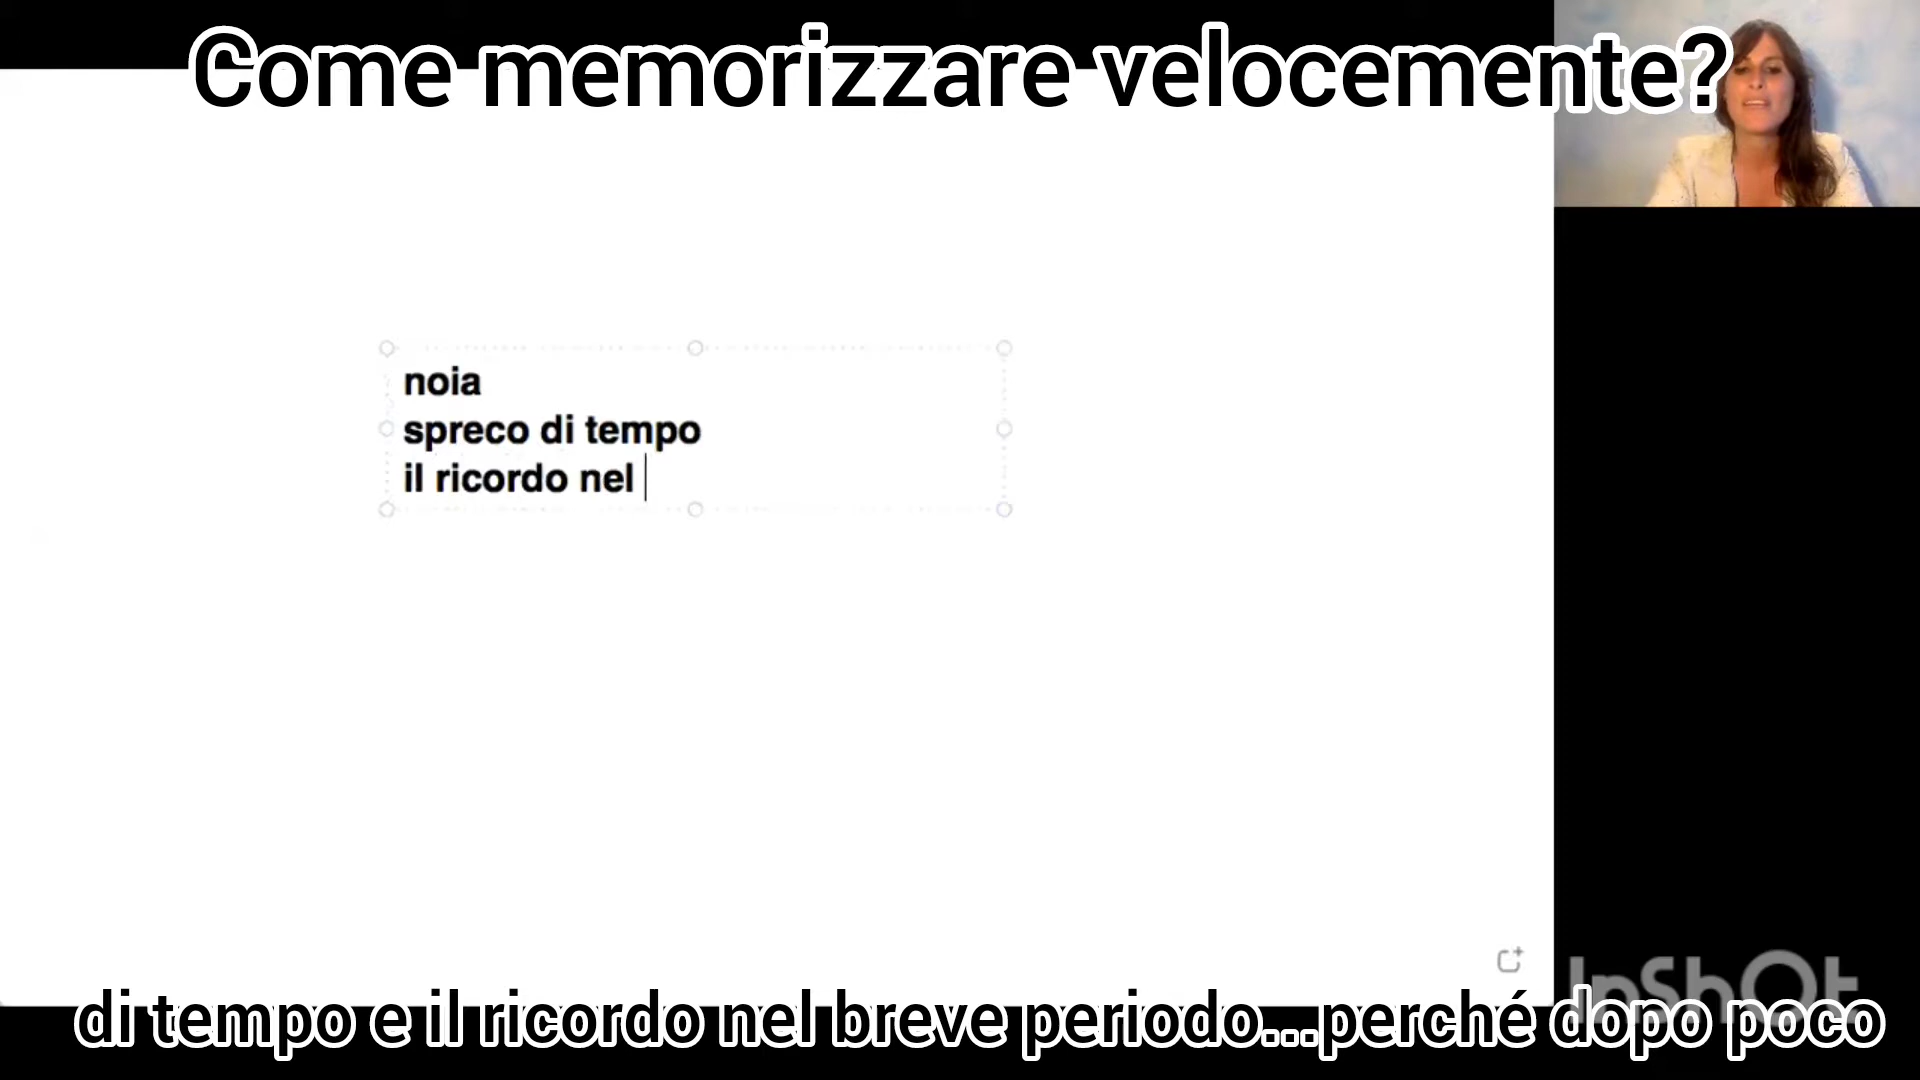 Come memorizzare velocemente?
noia
spreco di tempo
il ricordo nel
InShOt
di tempo e il ricordo nel breve periodo...perché dopo poco